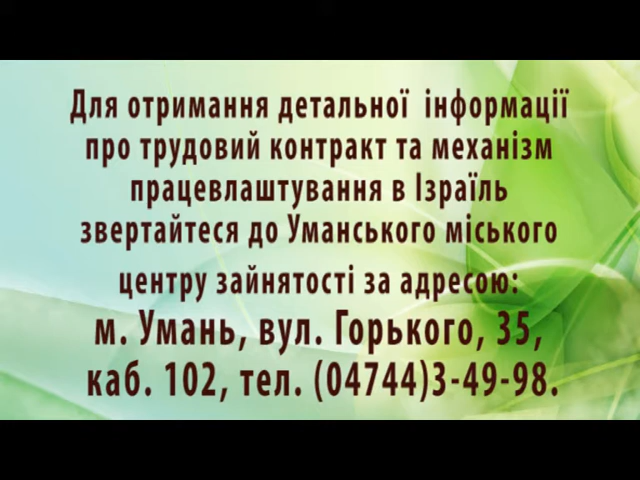 Для отримання детальної інформації
про трудовий контракт та механізм
працевлаштування в Ізраїль
звертайтеся до Уманського міського
центру зайнятості за адресою:
м. Умань, вул. Горького, 35,
каб. 102, тел. (04744)3-49-98.